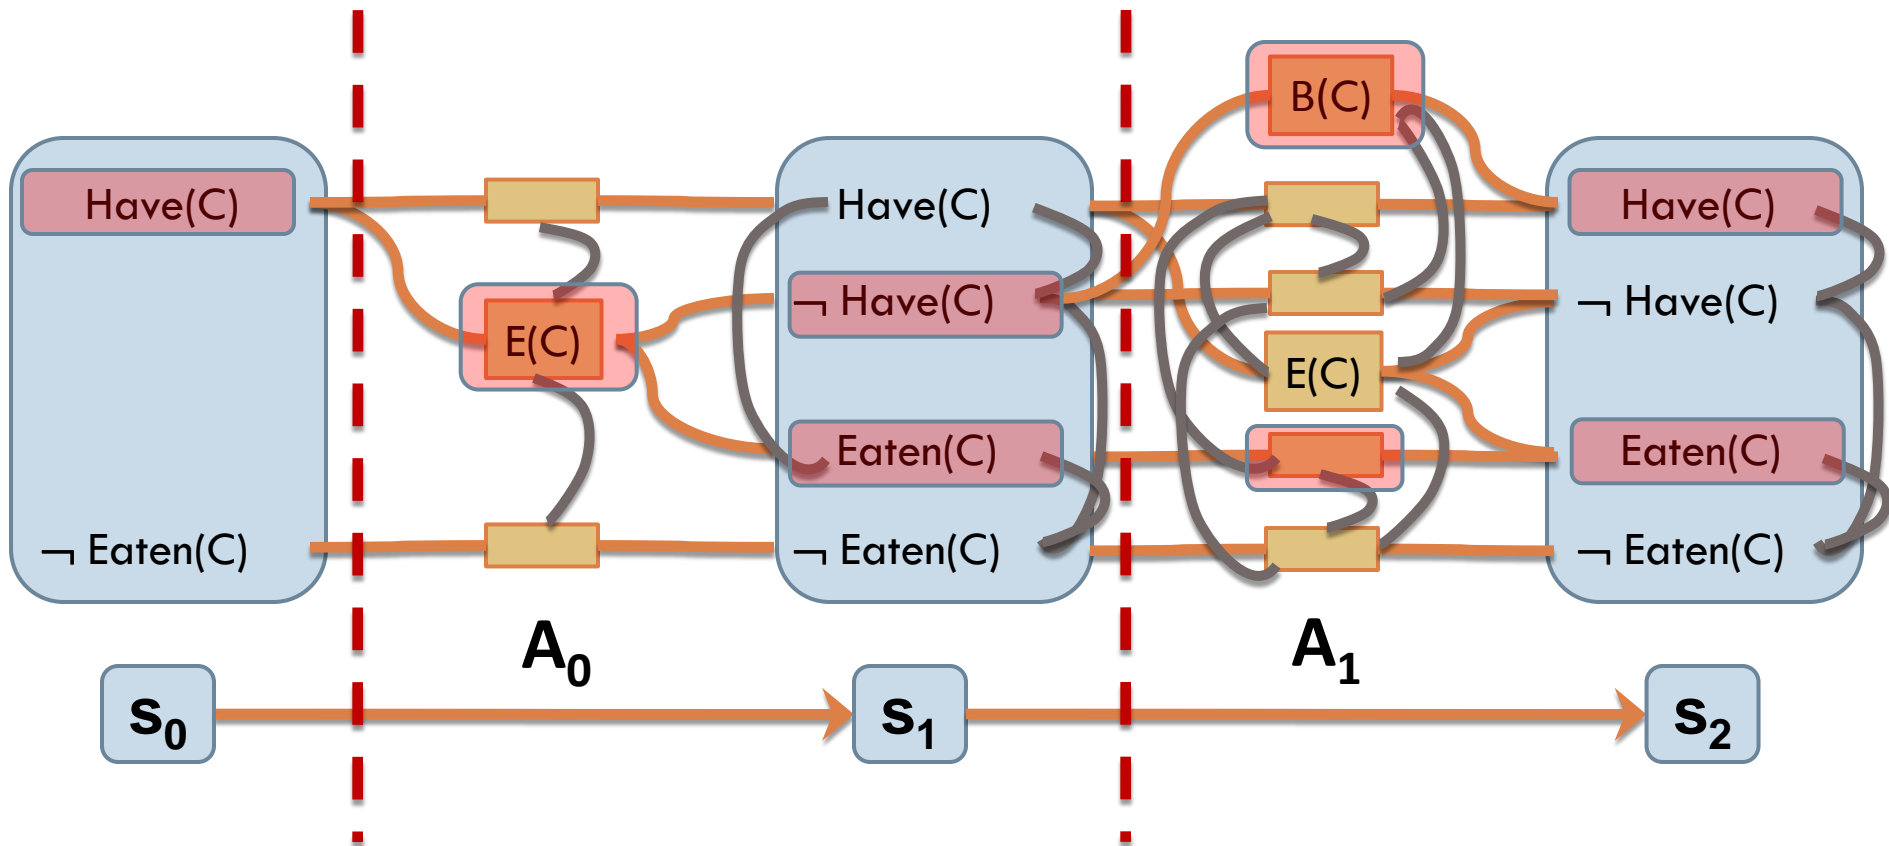 B(C)
Have(C)
Have(C)
Have(C)
E(C)
¬ Have(C)
¬ Have(C)
E(C)
Eaten(C)
Eaten(C)
¬ Eaten(C)
¬ Eaten(C)
¬ Eaten(C)
A0
A1
s0
s1
s2